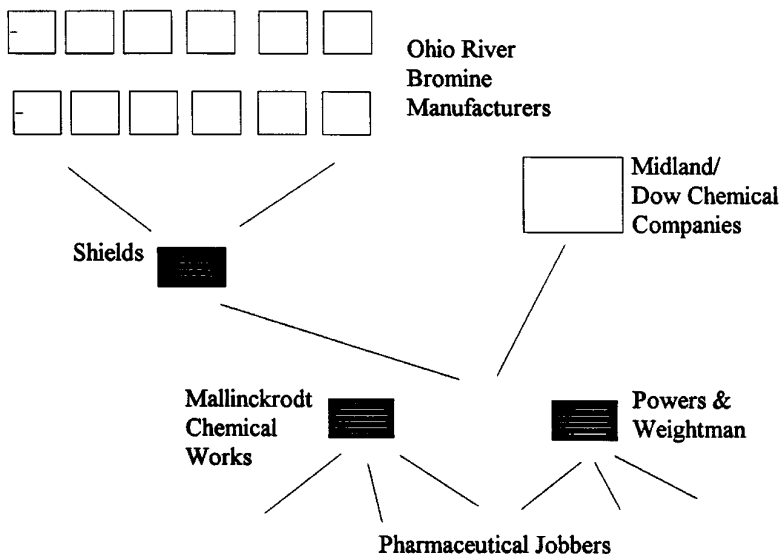 Ohio River
Bromine
Manufacturers
Midland/
Dow Chemical
Companies
Shields
Mallinckrodt
Chemical
Works
Powers &
Weightman
Pharmaceutical Jobbers